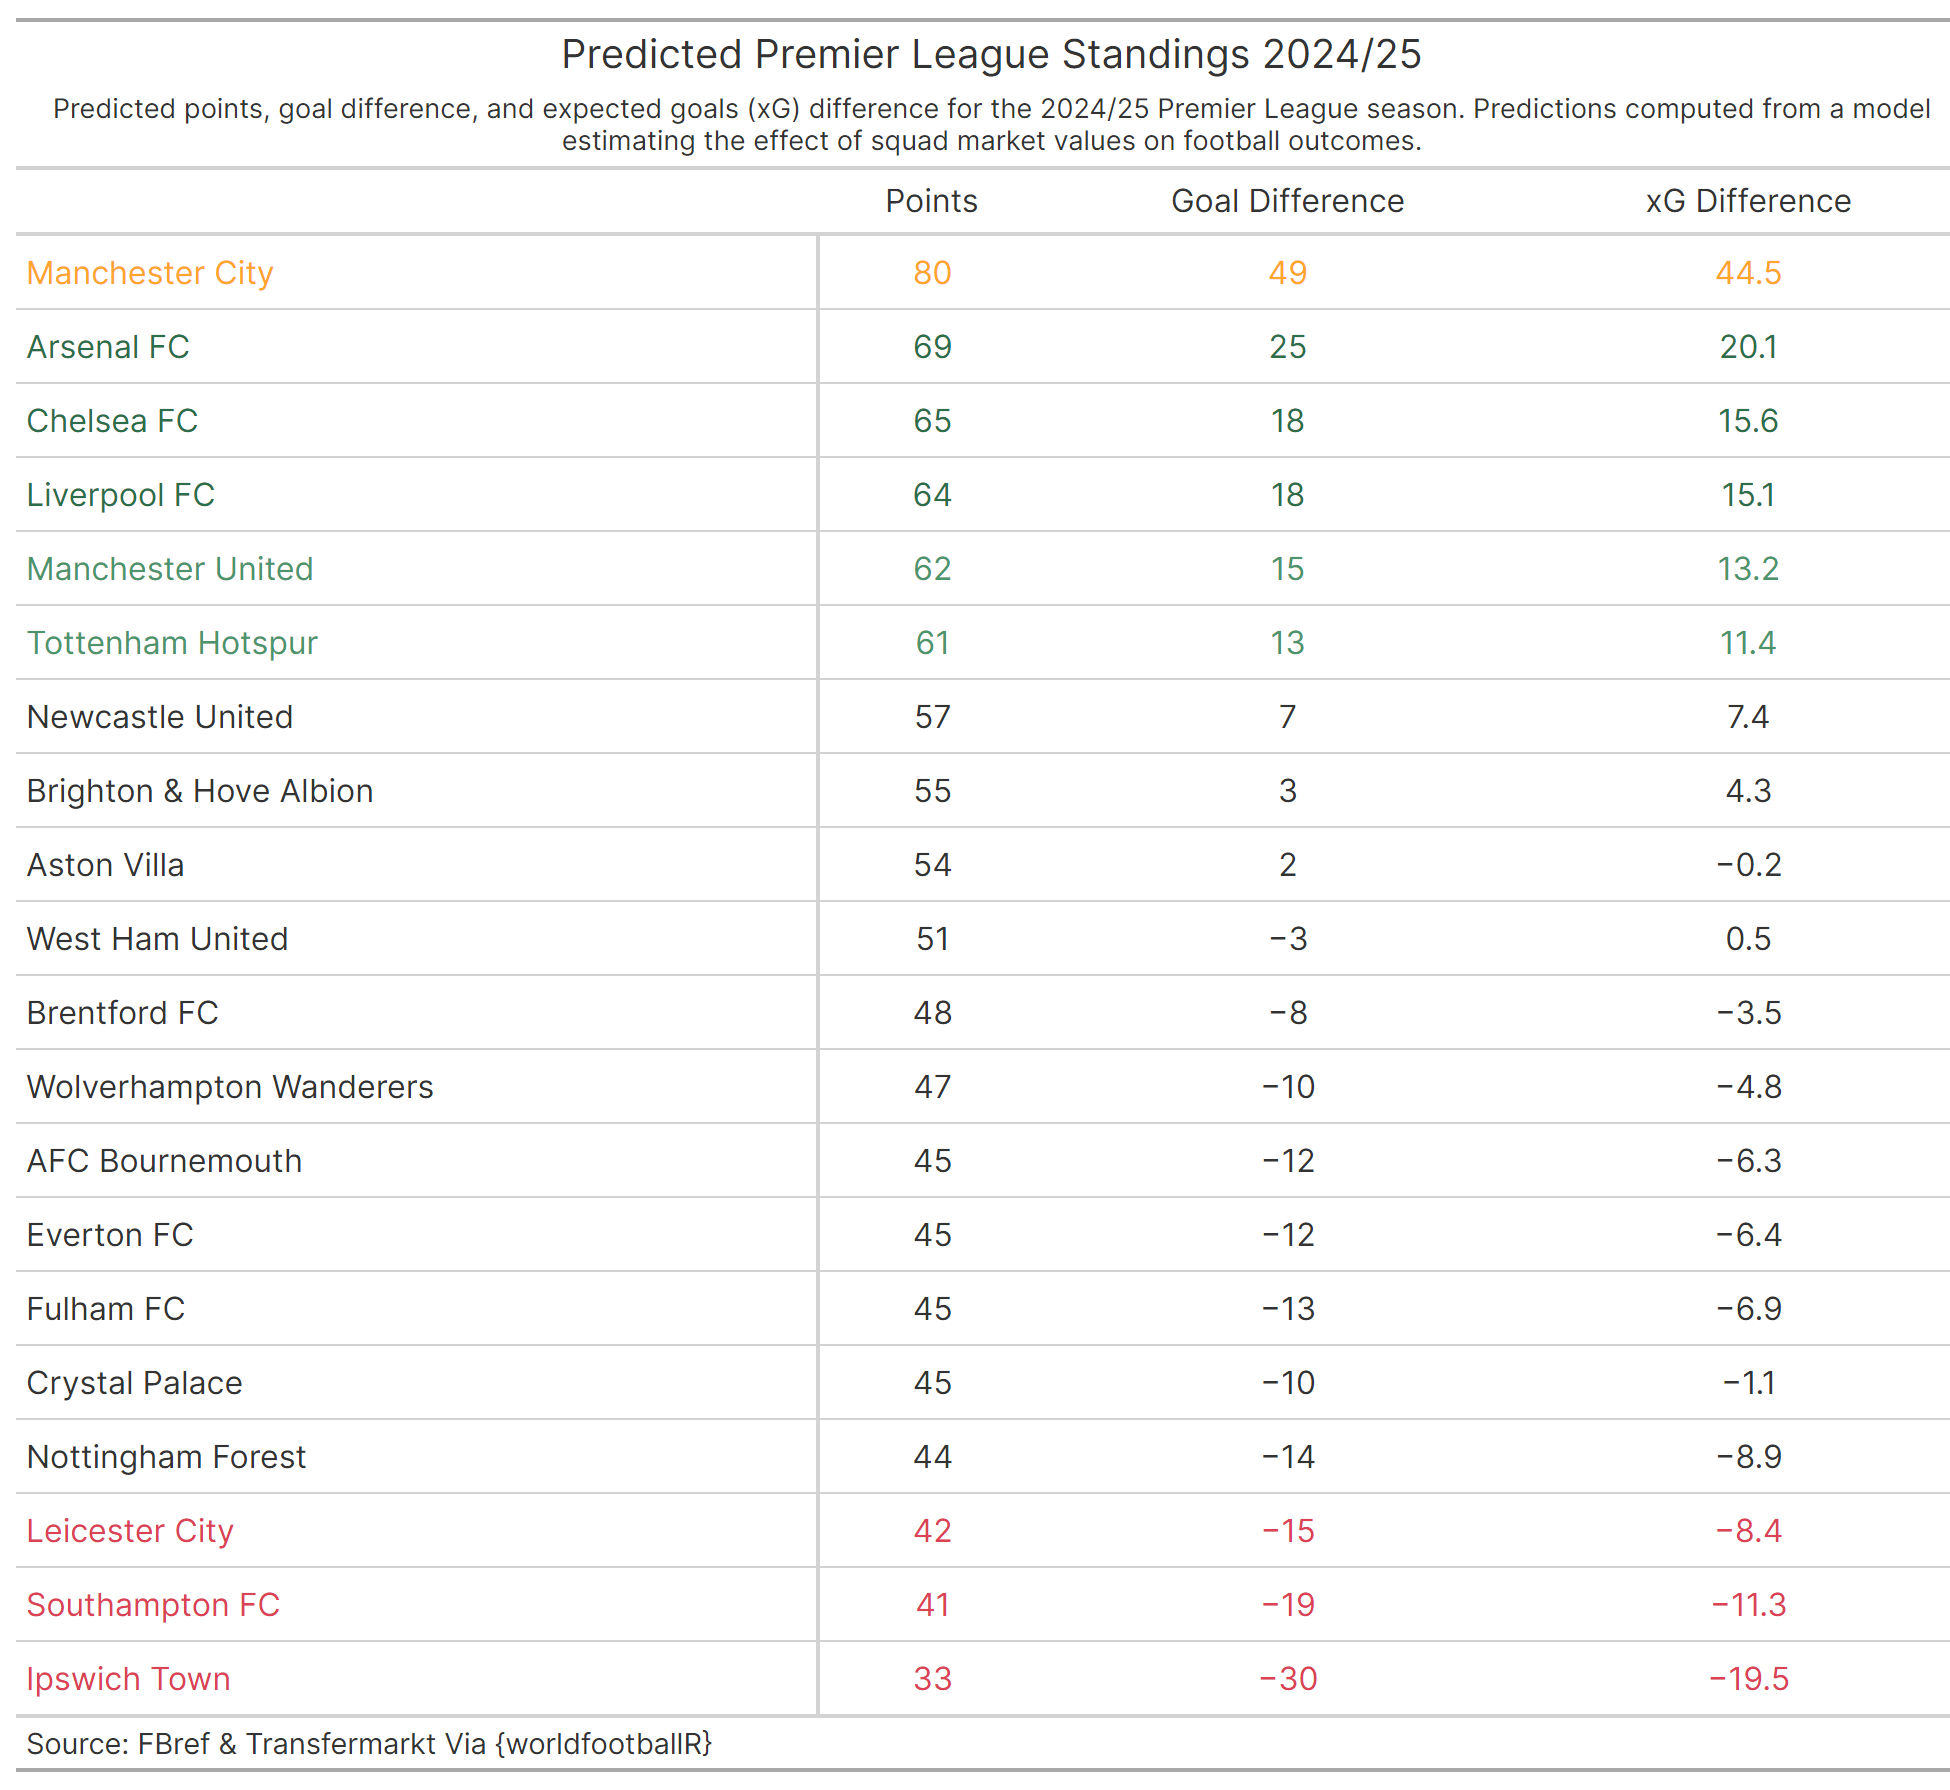 Predicted Premier League Standings 2024/25
Predicted points, goal difference, and expected goals (xG) difference for the 2024/25 Premier League season. Predictions computed from a model
estimating the effect of squad market values on football outcomes.
Points Goal Difference xG Difference
Manchester City 80 49 44.5
Arsenal FC 69 25 20.1
Chelsea FC 65 18 15.6
Liverpool FC 64 18 15.1
Manchester United 62 15 13.2
Tottenham Hotspur 61 13 11.4
Newcastle United 57 7 7.4
Brighton & Hove Albion 55 3 4.3
Aston Villa 54 2 −0.2
West Ham United 51 −3 0.5
Brentford FC 48 −8 −3.5
Wolverhampton Wanderers 47 −10 −4.8
AFC Bournemouth 45 −12 −6.3
Everton FC 45 −12 −6.4
Fulham FC 45 −13 −6.9
Crystal Palace 45 −10 −1.1
Nottingham Forest 44 −14 −8.9
Leicester City 42 −15 −8.4
Southampton FC 41 −19 −11.3
Ipswich Town 33 −30 −19.5
Source: FBref & Transfermarkt Via {worldfootballR}